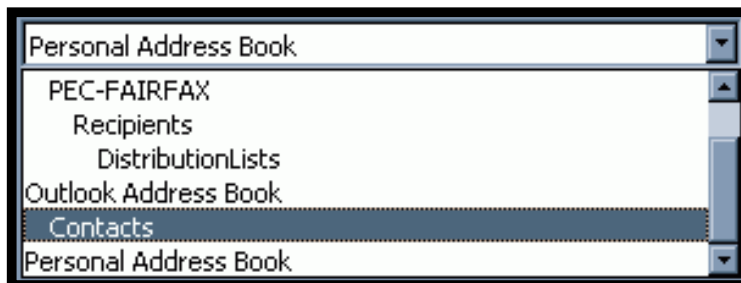 Personal Address Book
PEC-FAIRFAX
Recipients
DistributionLists
Outlook Address Book
Contacts
Personal Address Book